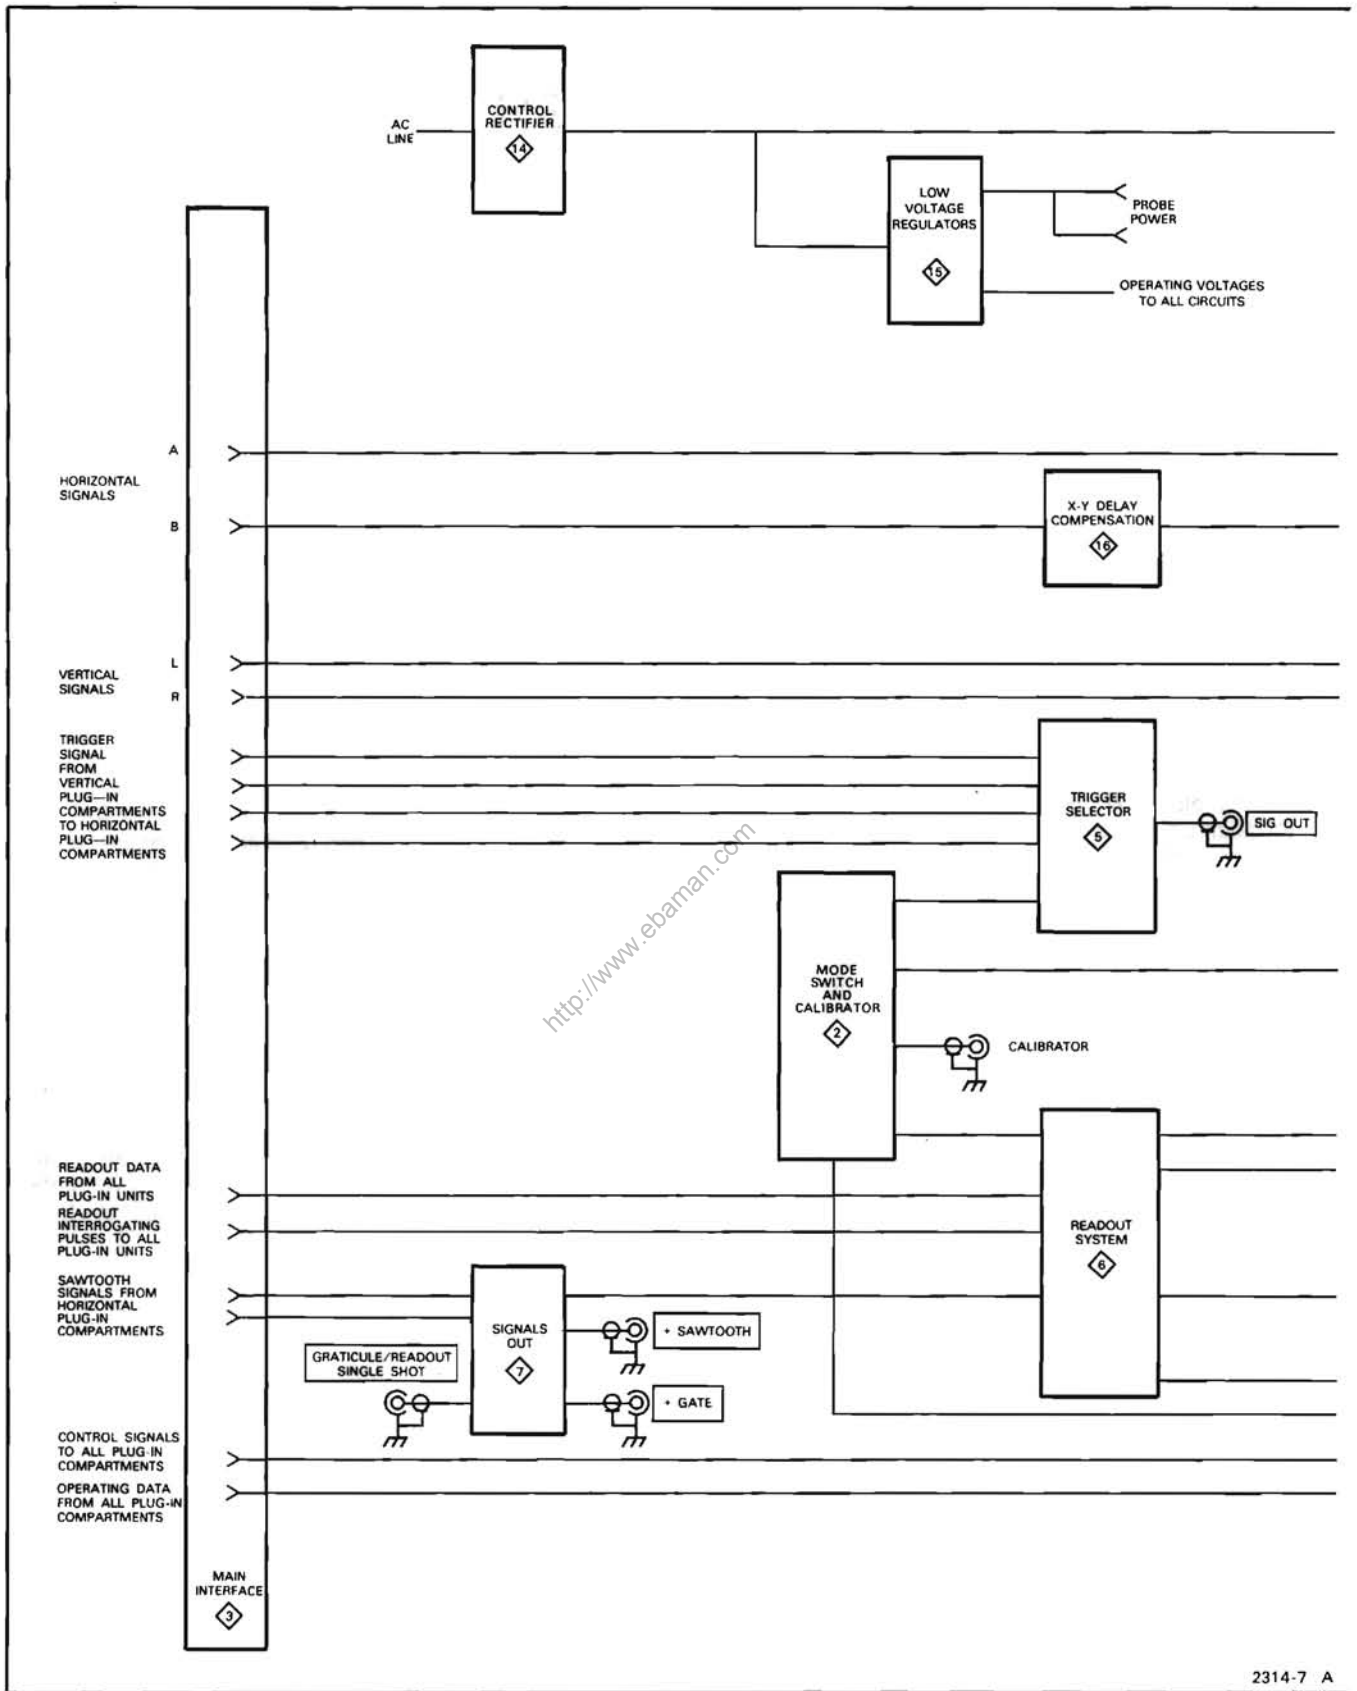 CONTROL
RECTIFIER
14
AC
LINE
LOW
VOLTAGE
REGULATORS
15
PROBE
POWER
OPERATING VOLTAGES
TO ALL CIRCUITS
A
HORIZONTAL
SIGNALS
B
X-Y DELAY
COMPENSATION
16
L
VERTICAL
SIGNALS
R
TRIGGER
SIGNAL
FROM
VERTICAL
PLUG-IN
COMPARTMENTS
TO HORIZONTAL
PLUG-IN
COMPARTMENTS
TRIGGER
SELECTOR
5
SIG OUT
MODE
SWITCH
AND
CALIBRATOR
2
CALIBRATOR
http://www.ebaman.com
READOUT DATA
FROM ALL
PLUG-IN UNITS
READOUT
INTERROGATING
PULSES TO ALL
PLUG-IN UNITS
READOUT
SYSTEM
6
SAWTOOTH
SIGNALS FROM
HORIZONTAL
PLUG-IN
COMPARTMENTS
SIGNALS
OUT
7
+ SAWTOOTH
GRATICULE/READOUT
SINGLE SHOT
+ GATE
CONTROL SIGNALS
TO ALL PLUG-IN
COMPARTMENTS
OPERATING DATA
FROM ALL PLUG-IN
COMPARTMENTS
MAIN
INTERFACE
3
2314-7 A